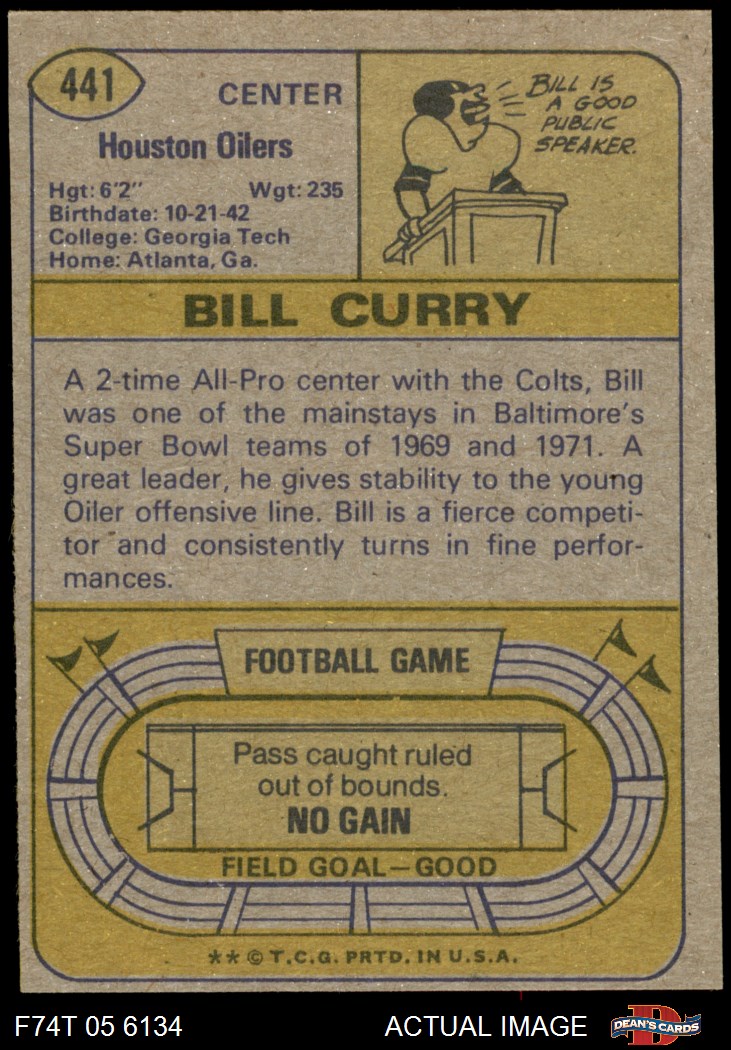 441
CENTER
Houston Oilers
Hgt: 6'2" Wgt: 235
Birthdate: 10-21-42
College: Georgia Tech
Home: Atlanta, Ga.
BILL IS
A GOOD
PUBLIC
SPEAKER.
BILL CURRY
A 2-time All-Pro center with the Colts, Bill
was one of the mainstays in Baltimore's
Super Bowl teams of 1969 and 1971. A
great leader, he gives stability to the young
Oiler offensive line. Bill is a fierce competi-
tor and consistently turns in fine perfor-
mances.
FOOTBALL GAME
Pass caught ruled
out of bounds.
NO GAIN
FIELD GOAL—GOOD
** © T.C.G. PRTD. IN U.S.A.
F74T 05 6134 ACTUAL IMAGE
D
DEAN'S CARDS